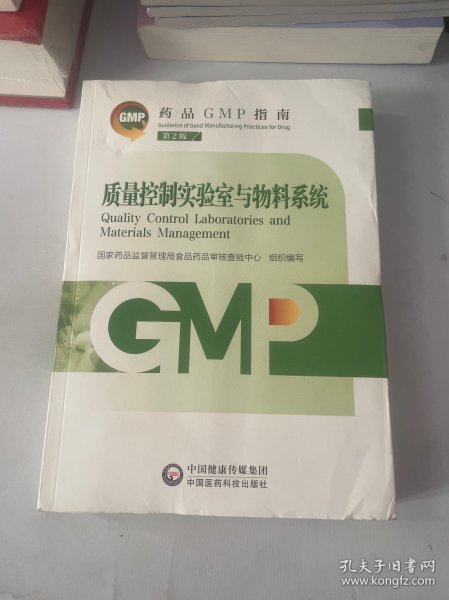 GMP
药品 GMP 指南
Guidance of Good Manufacturing Practices for Drug
第2版
质量控制实验室与物料系统
Quality Control Laboratories and
Materials Management
国家药品监督管理局食品药品审核查验中心 组织编写
GMP
中国健康传媒集团
中国医药科技出版社
孔夫子旧书网
www.kongfz.com